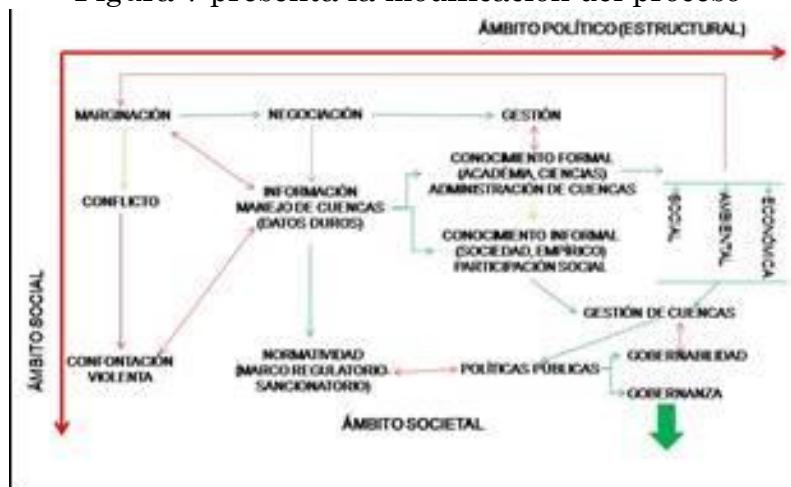 Figura 7 presenta la modificación del proceso
ÁMBITO POLÍTICO (ESTRUCTURAL)
MARGINACIÓN
NEGOCIACIÓN
GESTIÓN
CONOCIMIENTO FORMAL
(ACADÉMIA, CIENCIAS)
ADMINISTRACIÓN DE CUENCAS
CONFLICTO
INFORMACIÓN
MANEJO DE CUENCAS
(DATOS DUROS)
SOCIAL
AMBIENTAL
ECONÓMICA
CONOCIMIENTO INFORMAL
(SOCIEDAD, EMPÍRICO)
PARTICIPACIÓN SOCIAL
GESTIÓN DE CUENCAS
ÁMBITO SOCIAL
CONFONTACIÓN
VIOLENTA
NORMATIVIDAD
(MARCO REGULATORIO
SANCIONATORIO)
POLÍTICAS PÚBLICAS
GOBERNABILIDAD
GOBERNANZA
ÁMBITO SOCIETAL